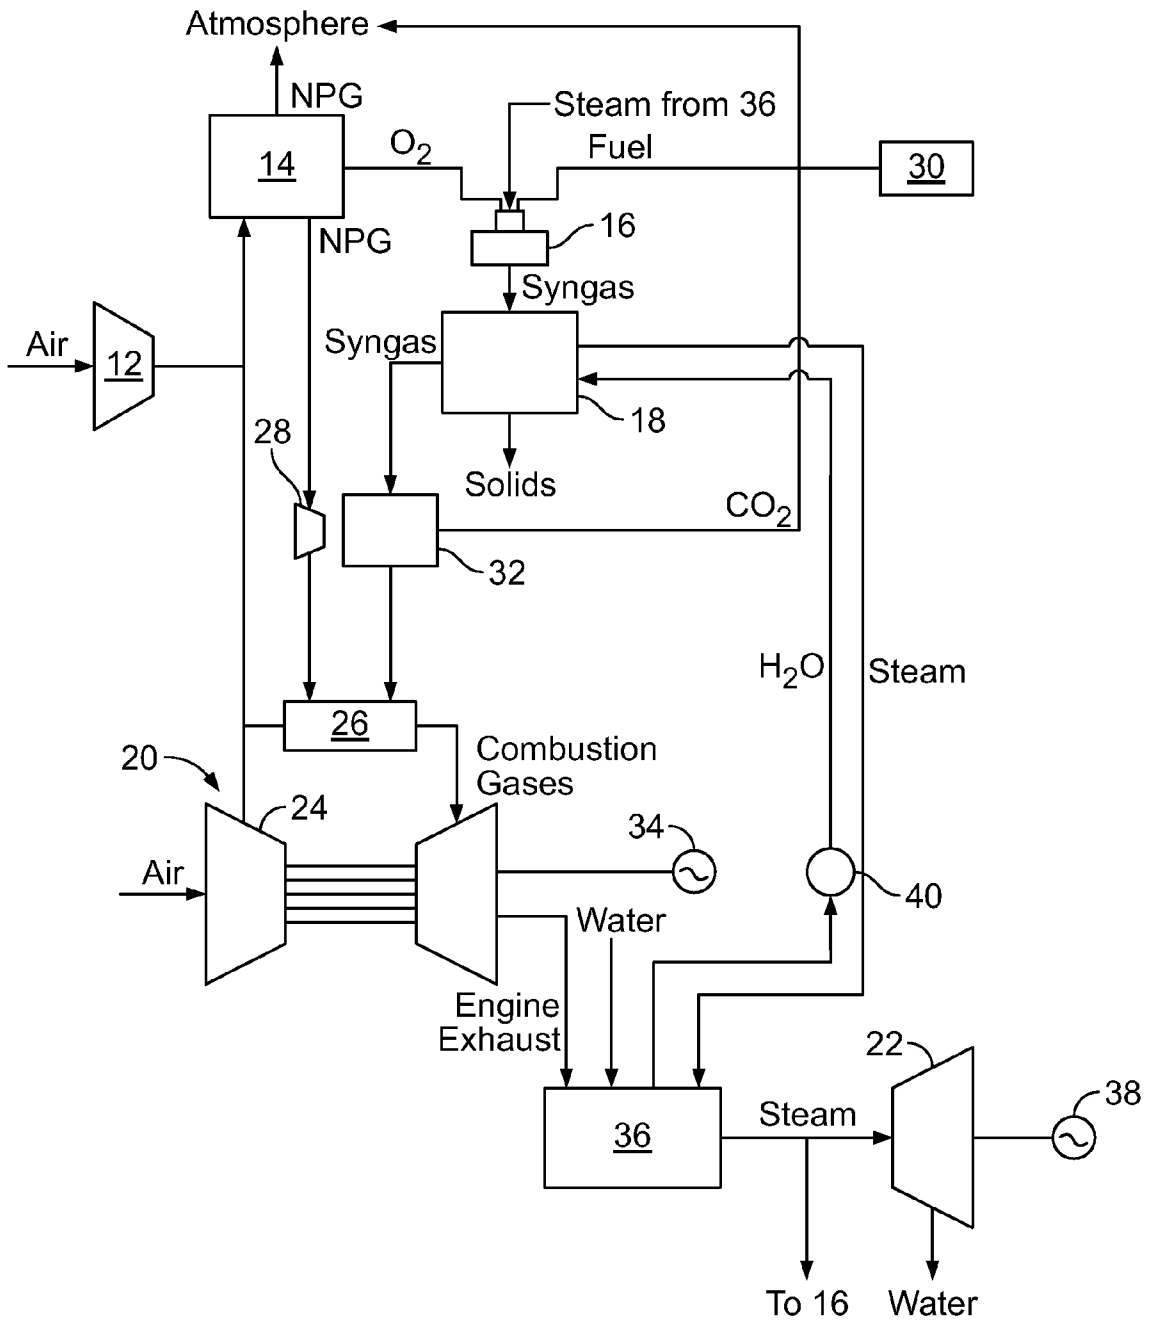 Atmosphere
NPG
Steam from 36
O2
Fuel
14
30
NPG
16
Syngas
Air
12
Syngas
18
28
Solids
CO2
32
H2O
Steam
26
20
Combustion
Gases
24
34
Air
40
Water
Engine
Exhaust
22
38
Steam
36
To 16
Water